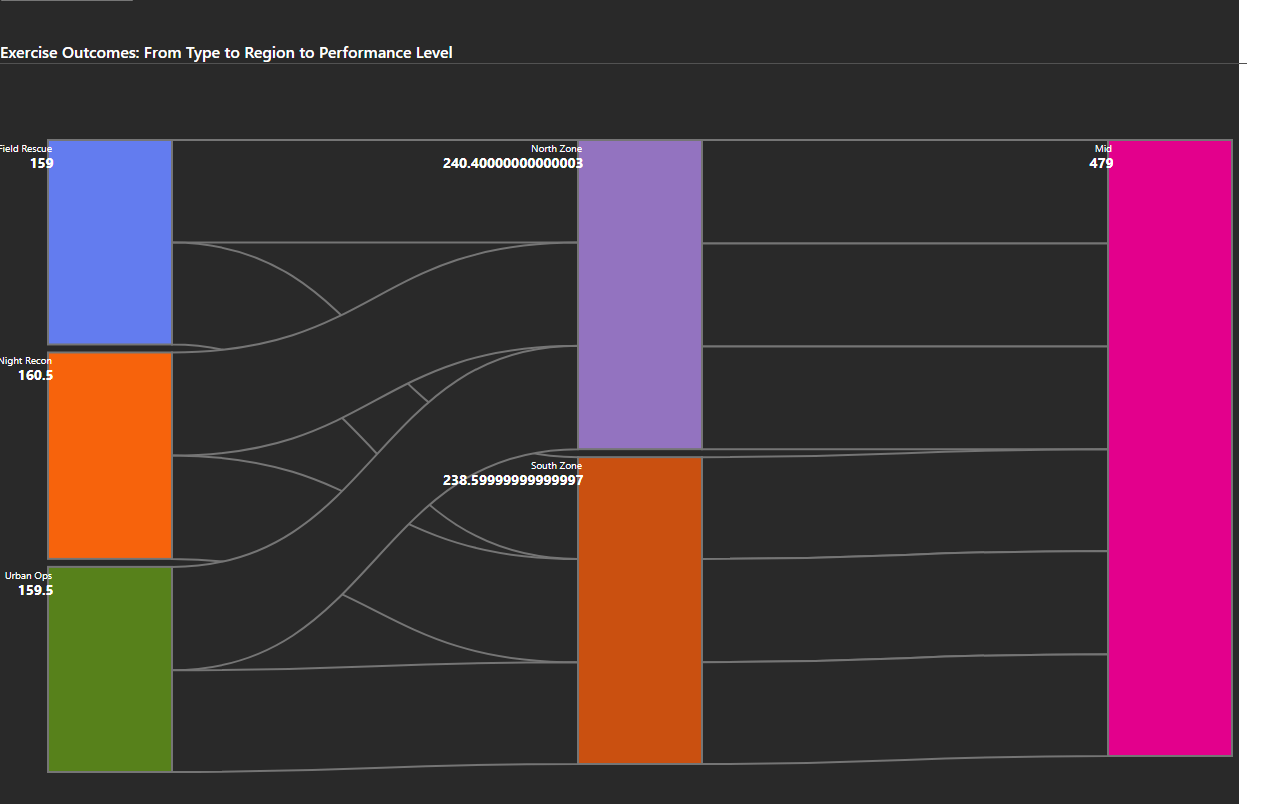 Exercise Outcomes: From Type to Region to Performance Level
Field Rescue
159
North Zone
240.40000000000003
Mid
479
Night Recon
160.5
South Zone
238.59999999999997
Urban Ops
159.5